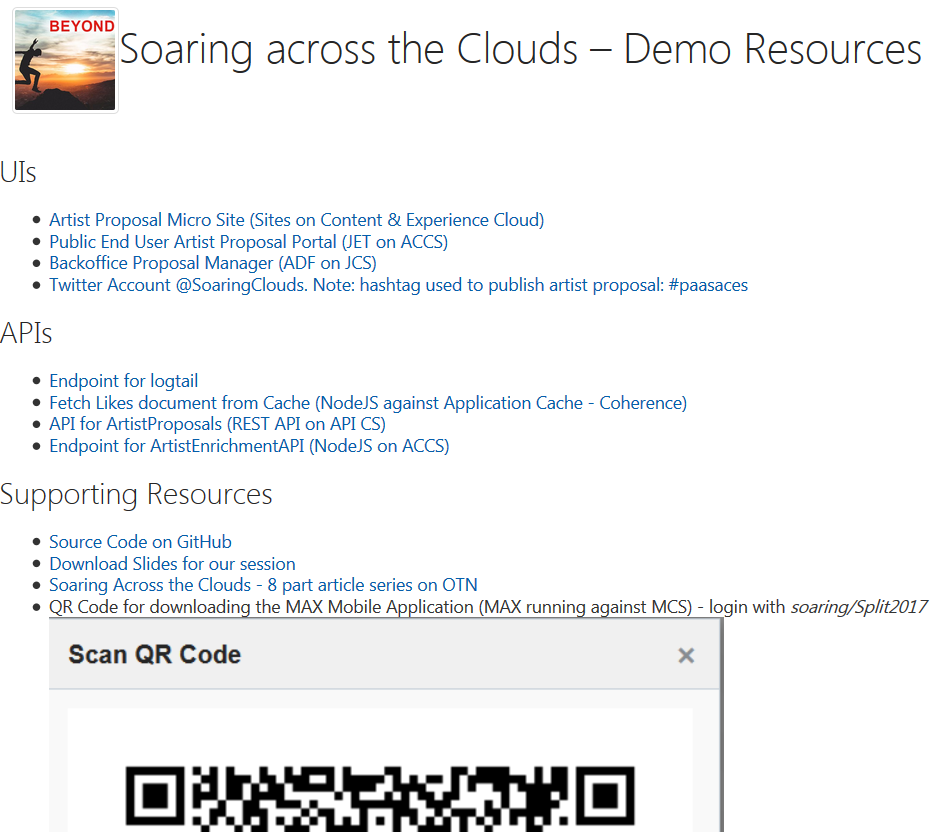 BEYOND
Soaring across the Clouds – Demo Resources
UIs
Artist Proposal Micro Site (Sites on Content & Experience Cloud)
Public End User Artist Proposal Portal (JET on ACCS)
Backoffice Proposal Manager (ADF on JCS)
Twitter Account @SoaringClouds. Note: hashtag used to publish artist proposal: #paasaces
APIs
Endpoint for logtail
Fetch Likes document from Cache (NodeJS against Application Cache - Coherence)
API for ArtistProposals (REST API on API CS)
Endpoint for ArtistEnrichmentAPI (NodeJS on ACCS)
Supporting Resources
Source Code on GitHub
Download Slides for our session
Soaring Across the Clouds - 8 part article series on OTN
QR Code for downloading the MAX Mobile Application (MAX running against MCS) - login with soaring/Split2017
Scan QR Code ×